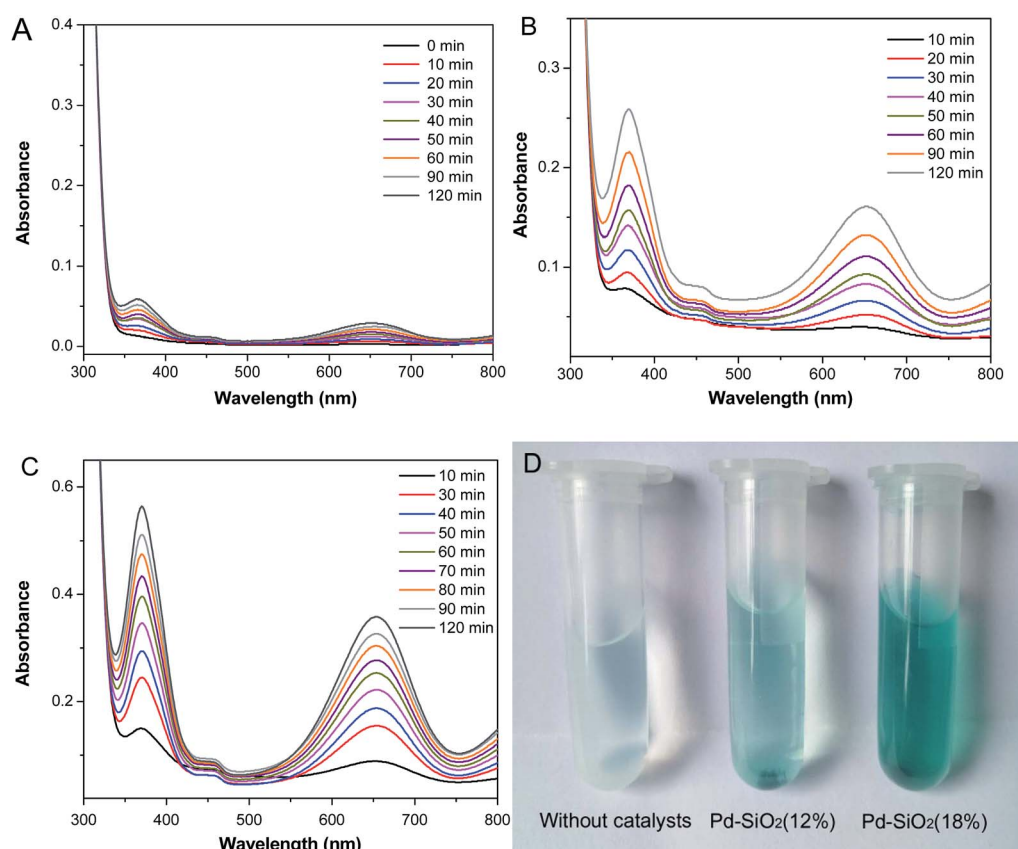 A
0.4
0.3
0.2
0.1
0.0
Absorbance
300 400 500 600 700 800
Wavelength (nm)
0 min
10 min
20 min
30 min
40 min
50 min
60 min
90 min
120 min
B
0.3
0.2
0.1
Absorbance
300 400 500 600 700 800
Wavelength (nm)
10 min
20 min
30 min
40 min
50 min
60 min
90 min
120 min
C
0.6
0.4
0.2
Absorbance
300 400 500 600 700 800
Wavelength (nm)
10 min
30 min
40 min
50 min
60 min
70 min
80 min
90 min
120 min
D
Without catalysts Pd-SiO₂(12%) Pd-SiO₂(18%)